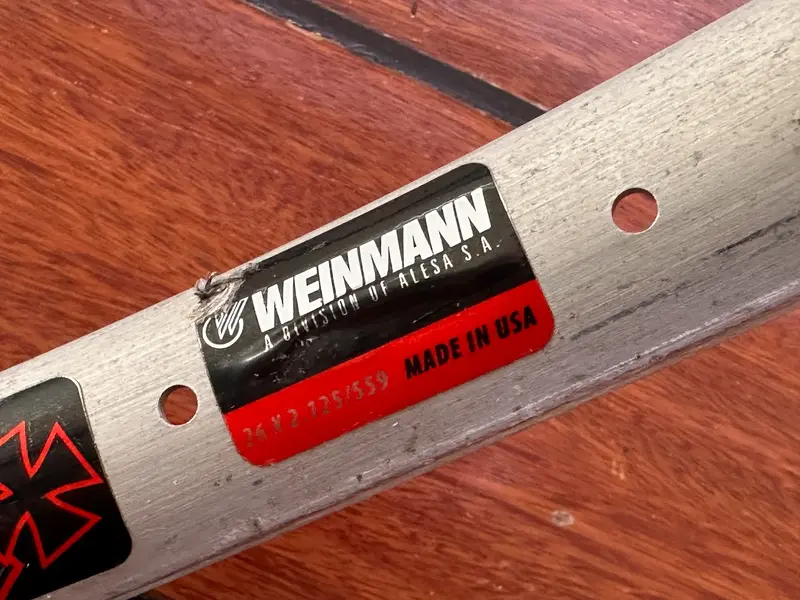 WEINMANN
A DIVISION OF ALESA S.A.
26 X 2.125/559 MADE IN USA